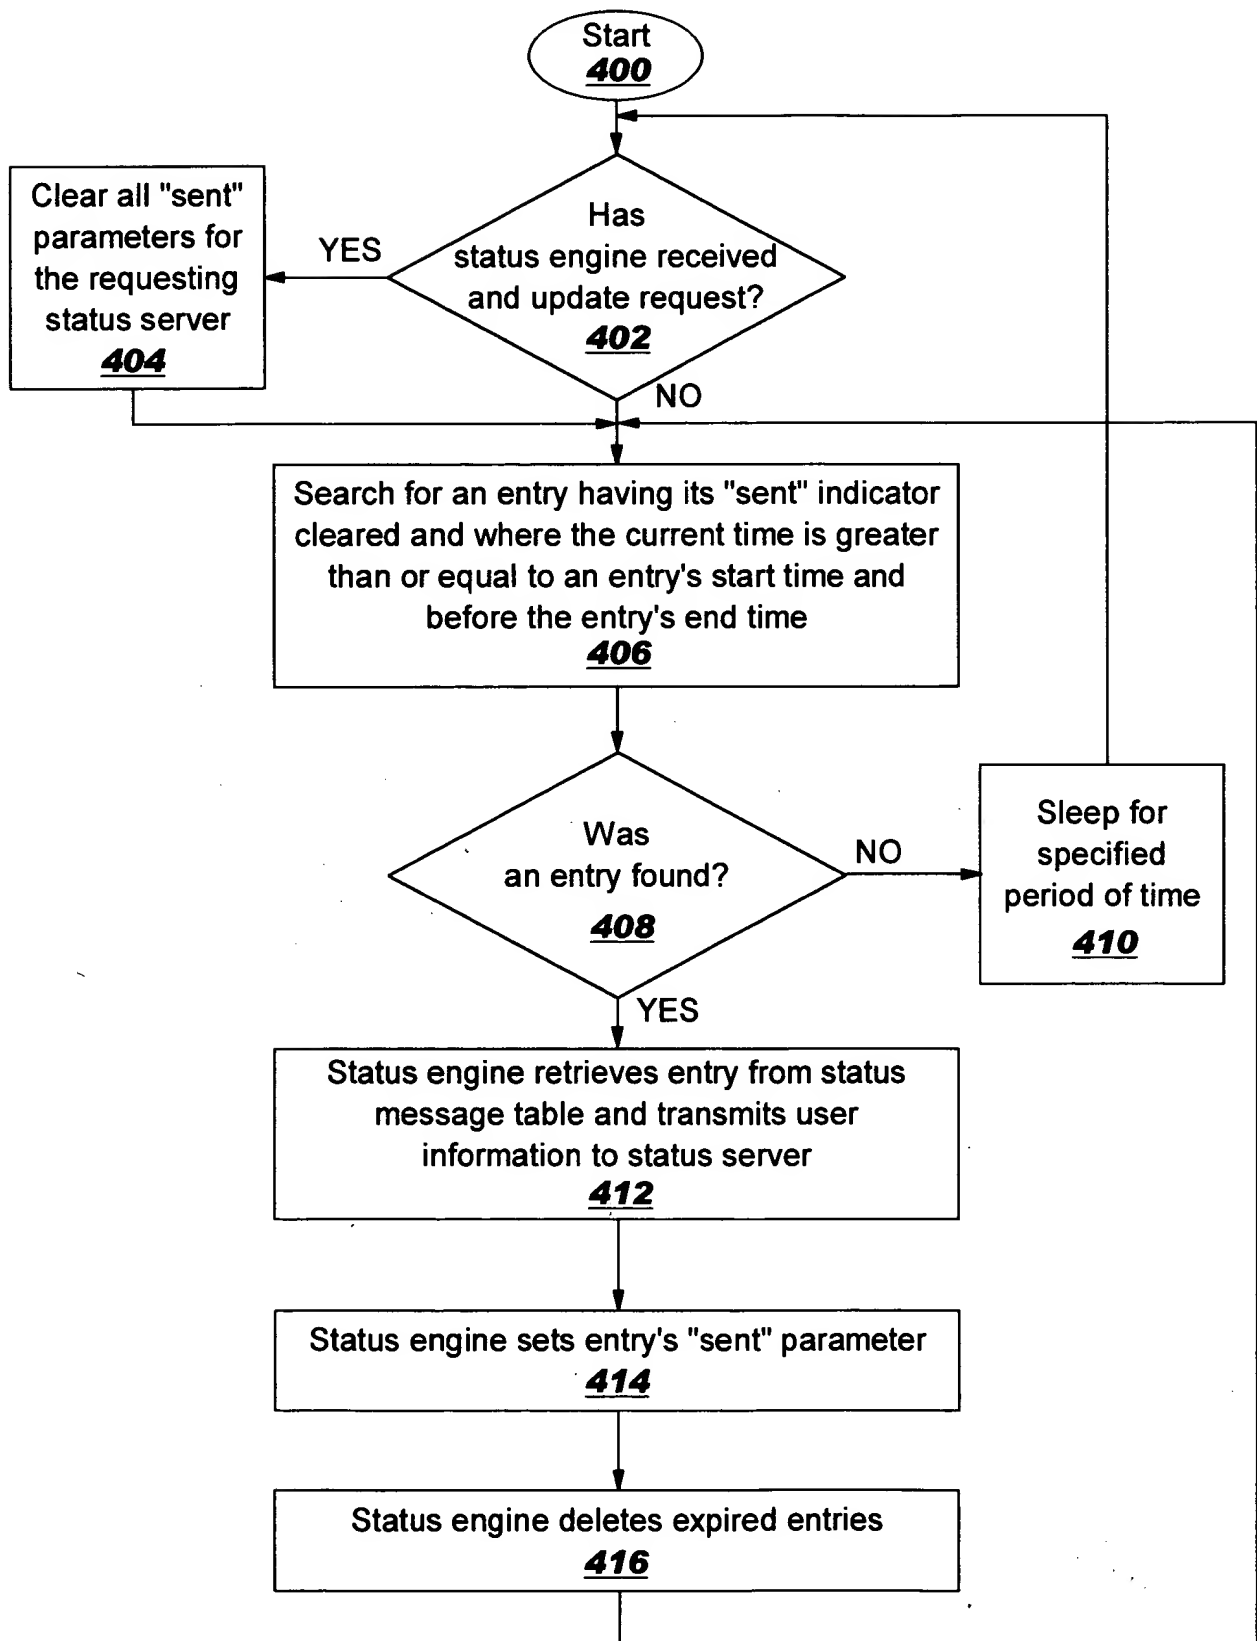 Start
400
Has
status engine received
and update request?
402
YES
Clear all "sent"
parameters for
the requesting
status server
404
NO
Search for an entry having its "sent" indicator
cleared and where the current time is greater
than or equal to an entry's start time and
before the entry's end time
406
Was
an entry found?
408
NO
Sleep for
specified
period of time
410
YES
Status engine retrieves entry from status
message table and transmits user
information to status server
412
Status engine sets entry's "sent" parameter
414
Status engine deletes expired entries
416